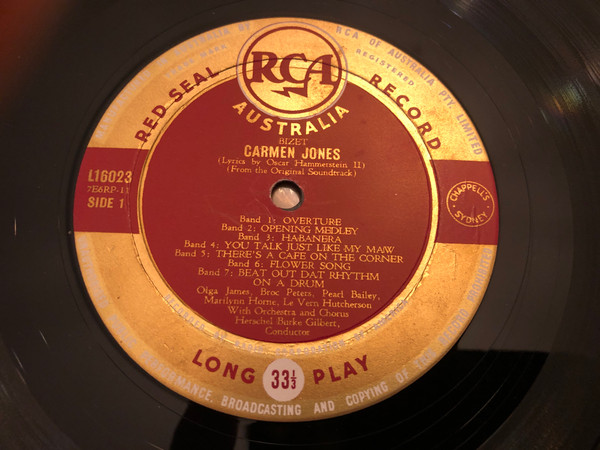 RCA OF AUSTRALIA PTY. LIMITED
REGISTERED
RCA
RED SEAL
RECORD
AUSTRALIA
BIZET
CARMEN JONES
(Lyrics by Oscar Hammerstein II)
(From the Original Soundtrack)
L16023
7E6RP-11
SIDE 1
CHAPPELL'S
SYDNEY
Band 1: OVERTURE
Band 2: OPENING MEDLEY
Band 3: HABANERA
Band 4: YOU TALK JUST LIKE MY MAW
Band 5: THERE'S A CAFE ON THE CORNER
Band 6: FLOWER SONG
Band 7: BEAT OUT DAT RHYTHM
ON A DRUM
Olga James, Broc Peters, Pearl Bailey,
Marilynn Horne, Le Vern Hutcherson
With Orchestra and Chorus
Herschel Burke Gilbert,
Conductor
LONG 33⅓ PLAY
PERFORMANCE, BROADCASTING AND COPYING OF